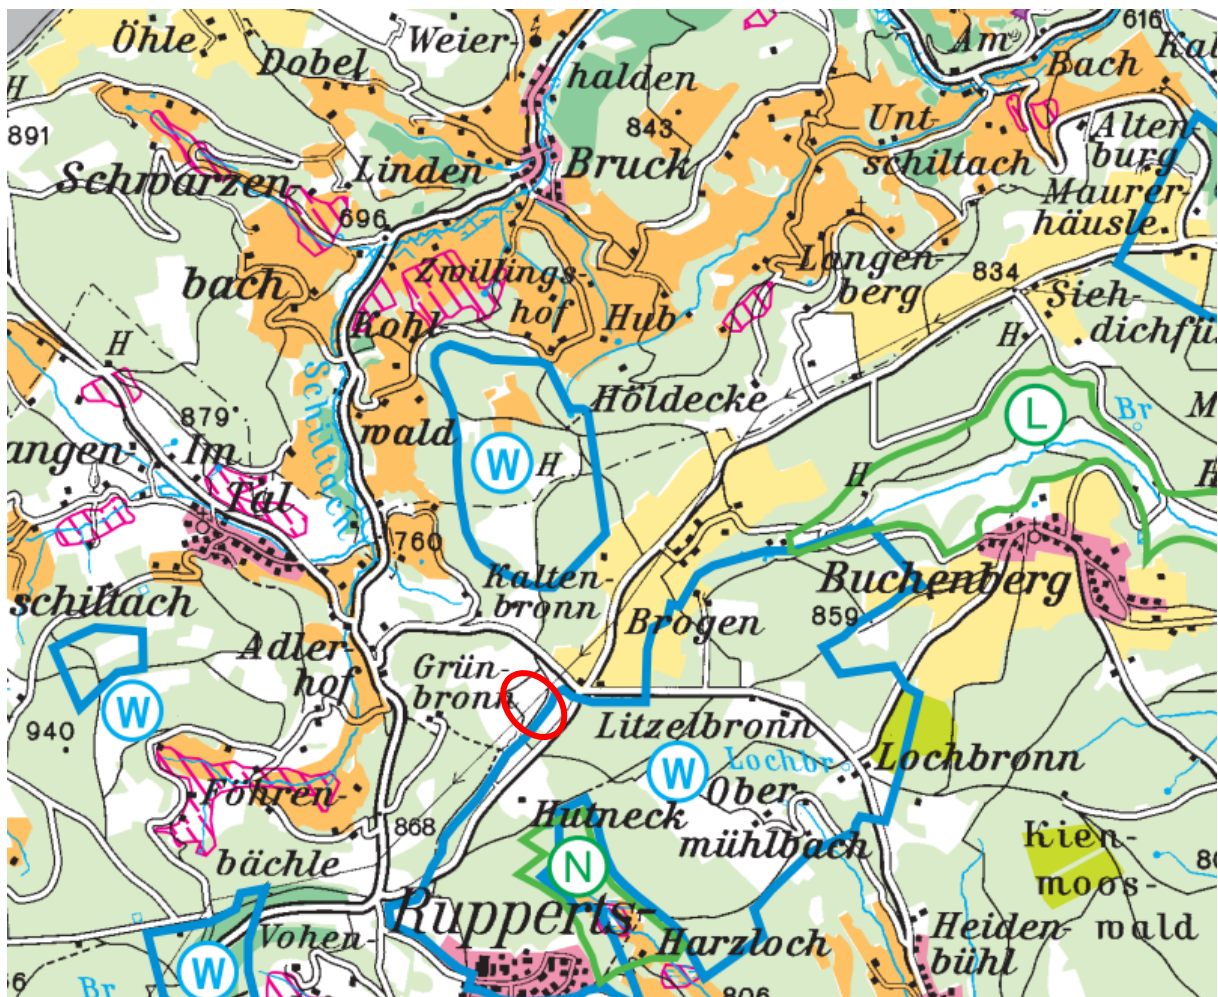 Öhle
Weier-
Am
616
Kal
Dobel
halden
Bach
H
891
843
Unt-
schiltach
Alten-
burg
Linden
Bruck
Schwarzen
Maurer-
häusle
696
bach
Zwillings-
hof
Langen-
berg
834
Sieh-
dichfüs
Kohl-
wald
Hub
H
H
Schiltach
Höldecke
L
Br
M
879
Im
Tal
angen-
schiltach
W
H
H
H
760
Kalten-
bronn
Buchenberg
859
Brogen
Adler-
hof
Grün-
bronn
W
940
Litzelbronn
Lochbr
Lochbronn
W
Ober-
mühlbach
Föhren-
bächle
868
Hutneck
Kien-
moos-
wald
80
N
Rupperts-
Harzloch
Heiden-
bühl
Vohen-
W
6
Br
806